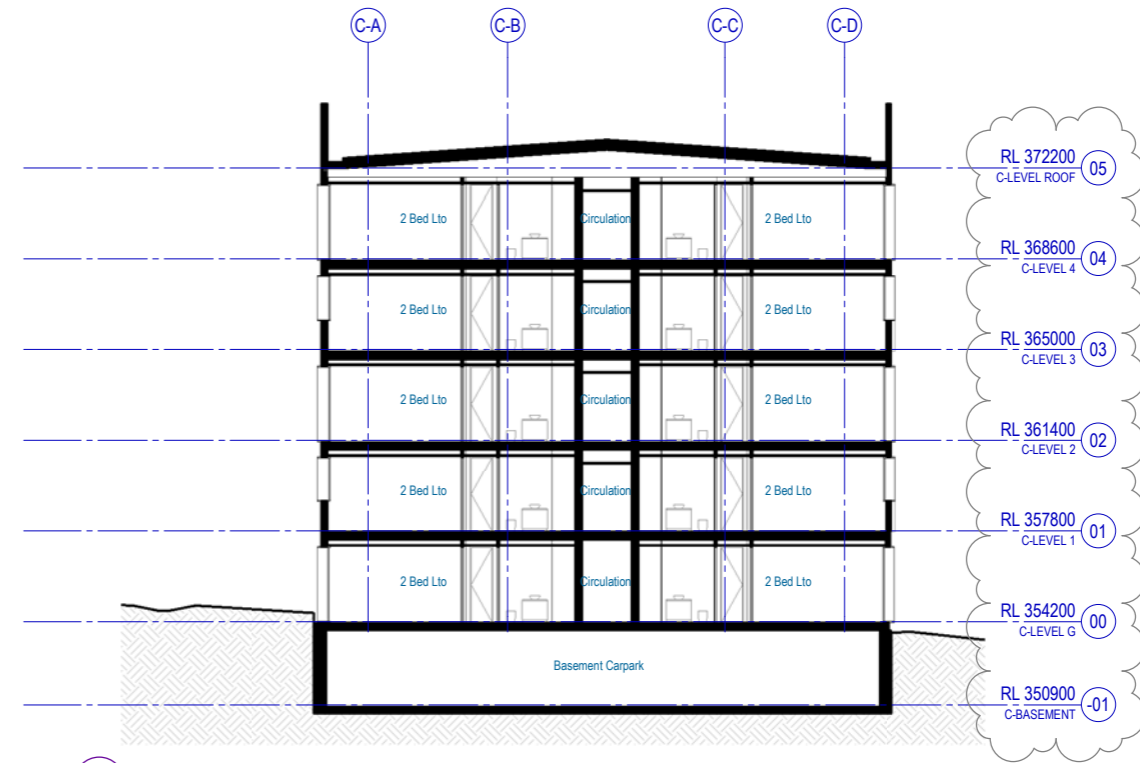 C-A C-B C-C C-D
RL 372200
C-LEVEL ROOF
05
2 Bed Lto Circulation 2 Bed Lto
RL 368600
C-LEVEL 4
04
2 Bed Lto Circulation 2 Bed Lto
RL 365000
C-LEVEL 3
03
2 Bed Lto Circulation 2 Bed Lto
RL 361400
C-LEVEL 2
02
2 Bed Lto Circulation 2 Bed Lto
RL 357800
C-LEVEL 1
01
2 Bed Lto Circulation 2 Bed Lto
RL 354200
C-LEVEL G
00
Basement Carpark
RL 350900
C-BASEMENT
-01